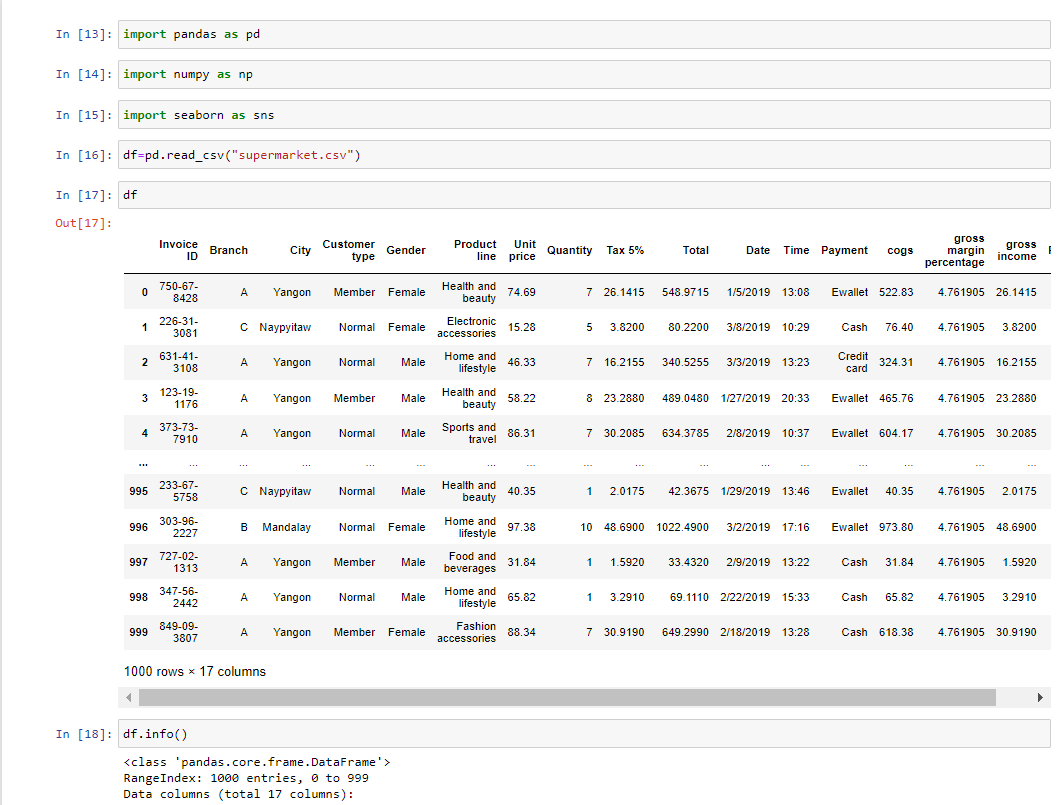 In [13]: import pandas as pd
In [14]: import numpy as np
In [15]: import seaborn as sns
In [16]: df=pd.read_csv("supermarket.csv")
In [17]: df
Out[17]:
Invoice ID Branch City Customer type Gender Product line Unit price Quantity Tax 5% Total Date Time Payment cogs gross margin percentage gross income
0 750-67-8428 A Yangon Member Female Health and beauty 74.69 7 26.1415 548.9715 1/5/2019 13:08 Ewallet 522.83 4.761905 26.1415
1 226-31-3081 C Naypyitaw Normal Female Electronic accessories 15.28 5 3.8200 80.2200 3/8/2019 10:29 Cash 76.40 4.761905 3.8200
2 631-41-3108 A Yangon Normal Male Home and lifestyle 46.33 7 16.2155 340.5255 3/3/2019 13:23 Credit card 324.31 4.761905 16.2155
3 123-19-1176 A Yangon Member Male Health and beauty 58.22 8 23.2880 489.0480 1/27/2019 20:33 Ewallet 465.76 4.761905 23.2880
4 373-73-7910 A Yangon Normal Male Sports and travel 86.31 7 30.2085 634.3785 2/8/2019 10:37 Ewallet 604.17 4.761905 30.2085
... ... ... ... ... ... ... ... ... ... ... ... ... ... ... ... ...
995 233-67-5758 C Naypyitaw Normal Male Health and beauty 40.35 1 2.0175 42.3675 1/29/2019 13:46 Ewallet 40.35 4.761905 2.0175
996 303-96-2227 B Mandalay Normal Female Home and lifestyle 97.38 10 48.6900 1022.4900 3/2/2019 17:16 Ewallet 973.80 4.761905 48.6900
997 727-02-1313 A Yangon Member Male Food and beverages 31.84 1 1.5920 33.4320 2/9/2019 13:22 Cash 31.84 4.761905 1.5920
998 347-56-2442 A Yangon Normal Male Home and lifestyle 65.82 1 3.2910 69.1110 2/22/2019 15:33 Cash 65.82 4.761905 3.2910
999 849-09-3807 A Yangon Member Female Fashion accessories 88.34 7 30.9190 649.2990 2/18/2019 13:28 Cash 618.38 4.761905 30.9190
1000 rows × 17 columns
In [18]: df.info()
<class 'pandas.core.frame.DataFrame'>
RangeIndex: 1000 entries, 0 to 999
Data columns (total 17 columns):